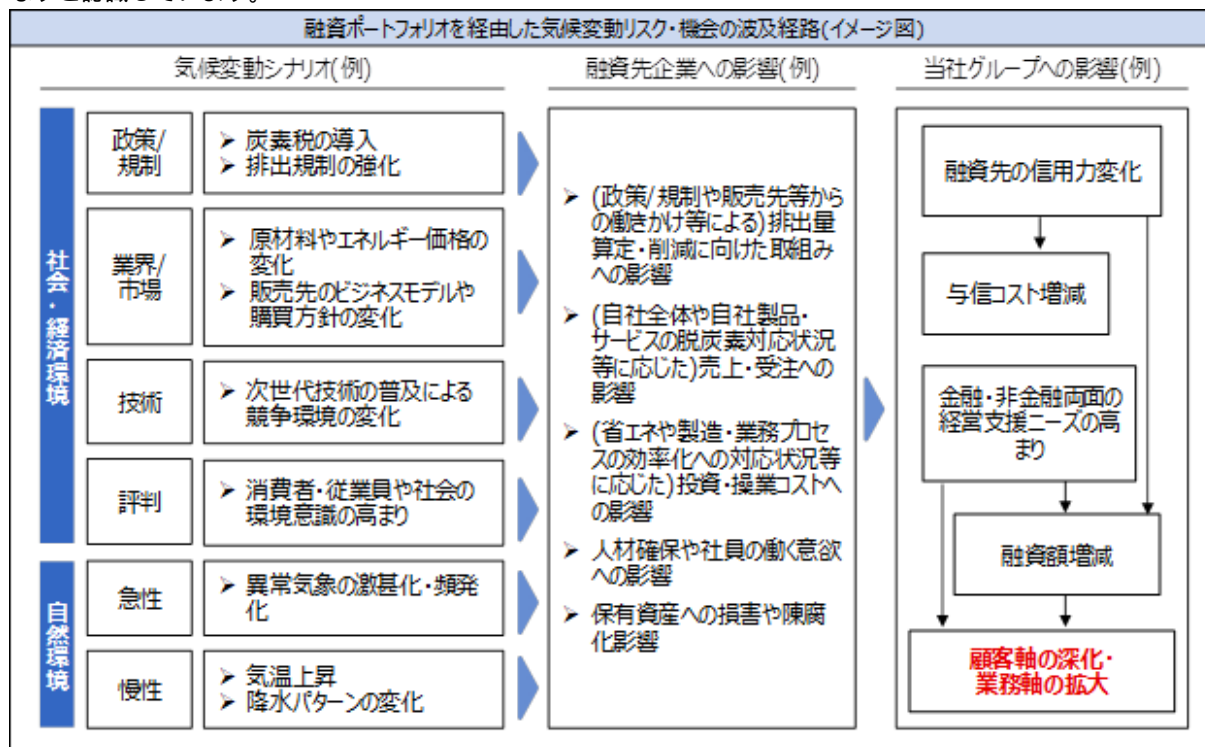 融資ポートフォリオを経由した気候変動リスク・機会の波及経路(イメージ図)
気候変動シナリオ(例)
融資先企業への影響(例)
当社グループへの影響(例)
社会・経済環境
政策/
規制
➢ 炭素税の導入
➢ 排出規制の強化
業界/
市場
➢ 原材料やエネルギー価格の
変化
➢ 販売先のビジネスモデルや
購買方針の変化
技術
➢ 次世代技術の普及による
競争環境の変化
評判
➢ 消費者・従業員や社会の
環境意識の高まり
自然環境
急性
➢ 異常気象の激甚化・頻発
化
慢性
➢ 気温上昇
➢ 降水パターンの変化
➢ (政策/規制や販売先等から
の働きかけ等による)排出量
算定・削減に向けた取組み
への影響
➢ (自社全体や自社製品・
サービスの脱炭素対応状況
等に応じた)売上・受注への
影響
➢ (省エネや製造・業務プロセ
スの効率化への対応状況等
に応じた)投資・操業コストへ
の影響
➢ 人材確保や社員の働く意欲
への影響
➢ 保有資産への損害や陳腐
化影響
融資先の信用力変化
与信コスト増減
金融・非金融両面の
経営支援ニーズの高
まり
融資額増減
顧客軸の深化・
業務軸の拡大